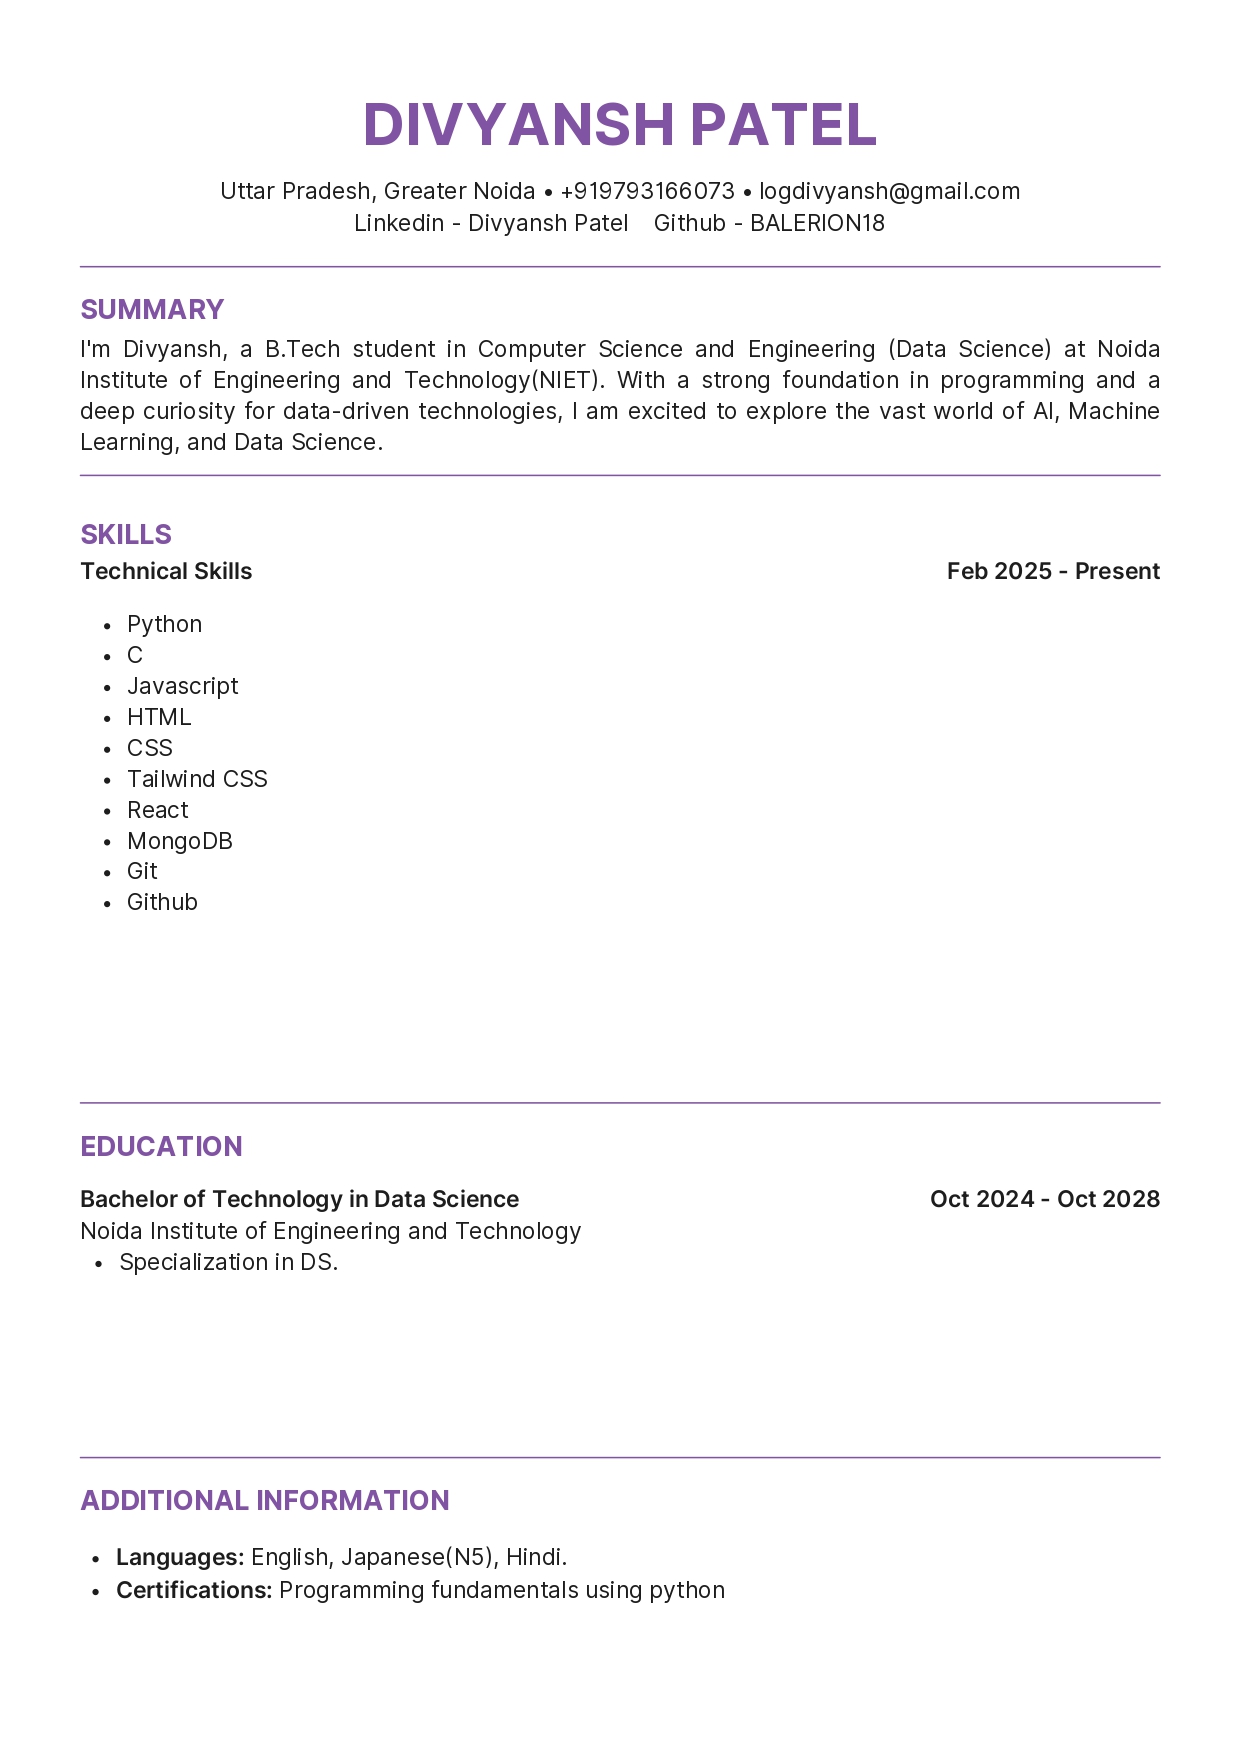 DIVYANSH PATEL
Uttar Pradesh, Greater Noida • +919793166073 • logdivyansh@gmail.com
Linkedin - Divyansh Patel Github - BALERION18
SUMMARY
I'm Divyansh, a B.Tech student in Computer Science and Engineering (Data Science) at Noida
Institute of Engineering and Technology(NIET). With a strong foundation in programming and a
deep curiosity for data-driven technologies, I am excited to explore the vast world of AI, Machine
Learning, and Data Science.
SKILLS
Technical Skills Feb 2025 - Present
• Python
• C
• Javascript
• HTML
• CSS
• Tailwind CSS
• React
• MongoDB
• Git
• Github
EDUCATION
Bachelor of Technology in Data Science Oct 2024 - Oct 2028
Noida Institute of Engineering and Technology
• Specialization in DS.
ADDITIONAL INFORMATION
• Languages: English, Japanese(N5), Hindi.
• Certifications: Programming fundamentals using python